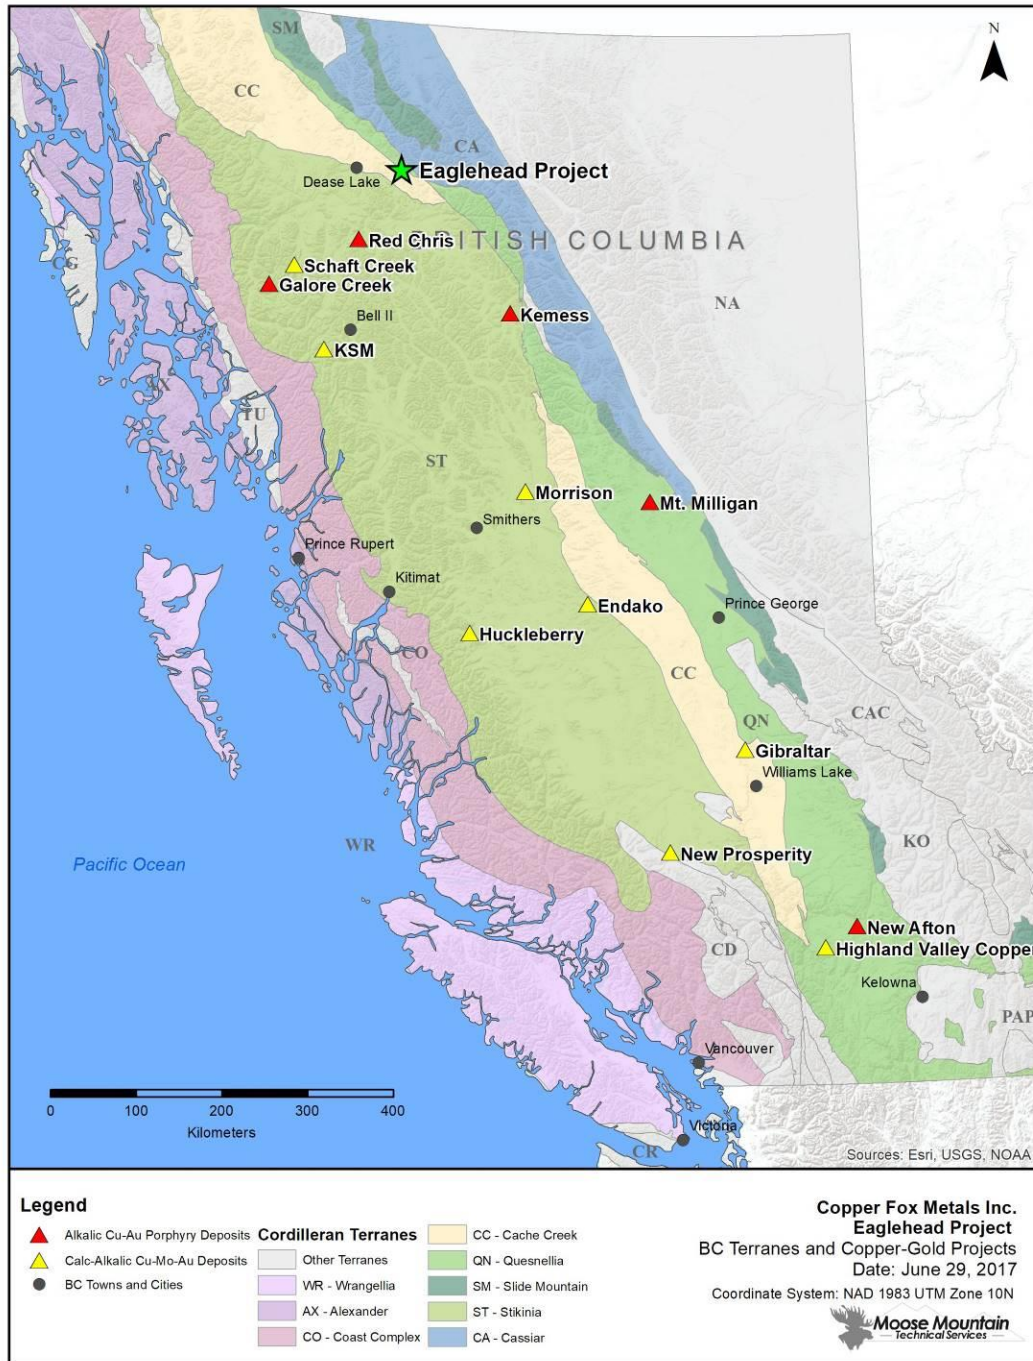 SM
N
CC
CA
Eaglehead Project
Dease Lake
Red Chris
BRITISH COLUMBIA
Schaft Creek
CG
Galore Creek
NA
Bell II
Kemess
KSM
AX
TU
ST
Morrison
Mt. Milligan
Smithers
Prince Rupert
Kitimat
Endako
Prince George
Huckleberry
CO
CC
CAC
QN
Gibraltar
Williams Lake
WR
KO
Pacific Ocean
New Prosperity
New Afton
CD
Highland Valley Copper
Kelowna
PAP
Vancouver
0 100 200 400
Kilometers
Victoria
CR
Sources: Esri, USGS, NOAA
Legend
Alkalic Cu-Au Porphyry Deposits
Calc-Alkalic Cu-Mo-Au Deposits
BC Towns and Cities
Cordilleran Terranes
Other Terranes
WR - Wrangellia
AX - Alexander
CO - Coast Complex
CC - Cache Creek
QN - Quesnellia
SM - Slide Mountain
ST - Stikinia
CA - Cassiar
Copper Fox Metals Inc.
Eaglehead Project
BC Terranes and Copper-Gold Projects
Date: June 29, 2017
Coordinate System: NAD 1983 UTM Zone 10N
Moose Mountain
Technical Services